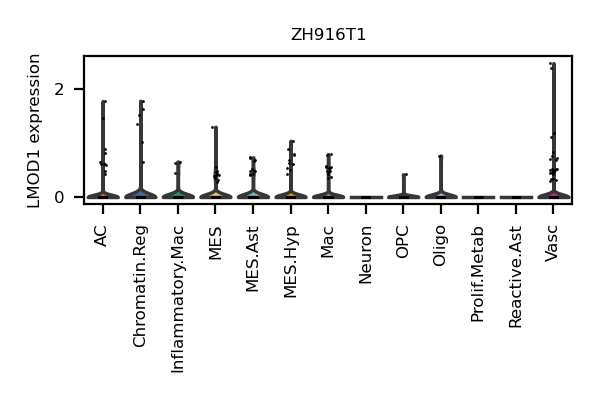 ZH916T1
LMOD1 expression
2
0
AC
Chromatin.Reg
Inflammatory.Mac
MES
MES.Ast
MES.Hyp
Mac
Neuron
OPC
Oligo
Prolif.Metab
Reactive.Ast
Vasc